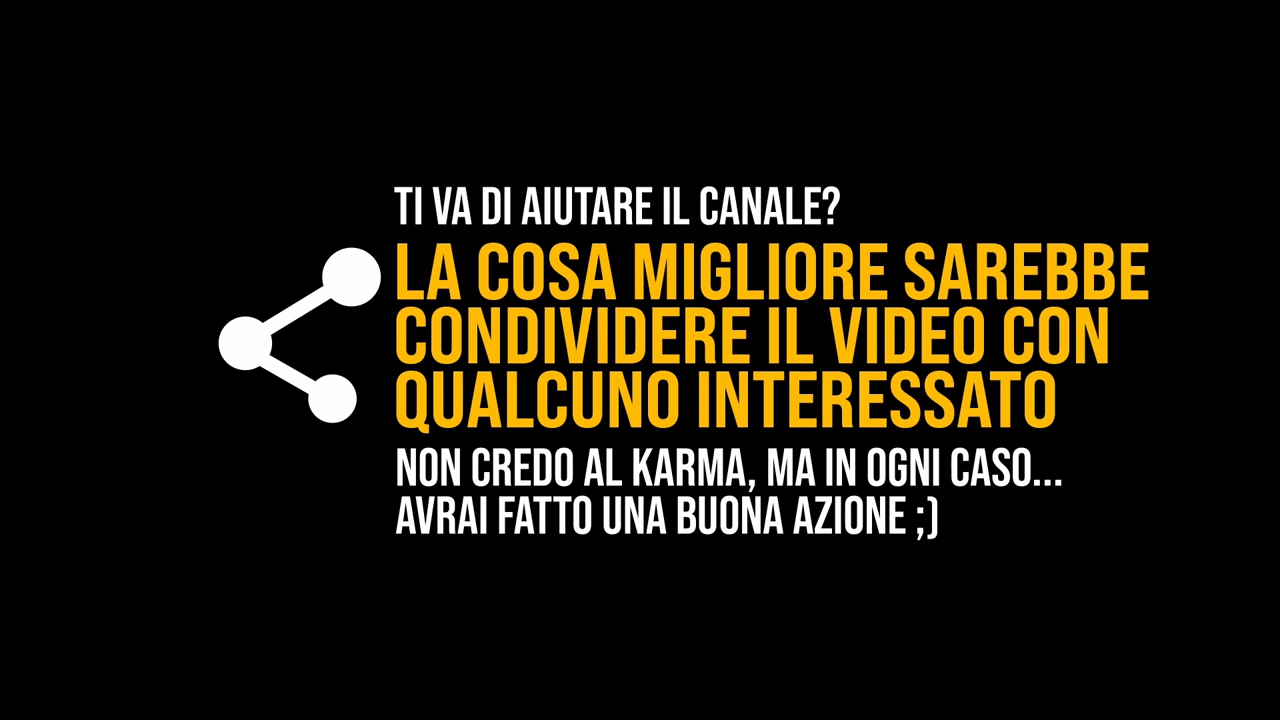 TI VA DI AIUTARE IL CANALE?
LA COSA MIGLIORE SAREBBE
CONDIVIDERE IL VIDEO CON
QUALCUNO INTERESSATO
NON CREDO AL KARMA, MA IN OGNI CASO...
AVRAI FATTO UNA BUONA AZIONE ;)